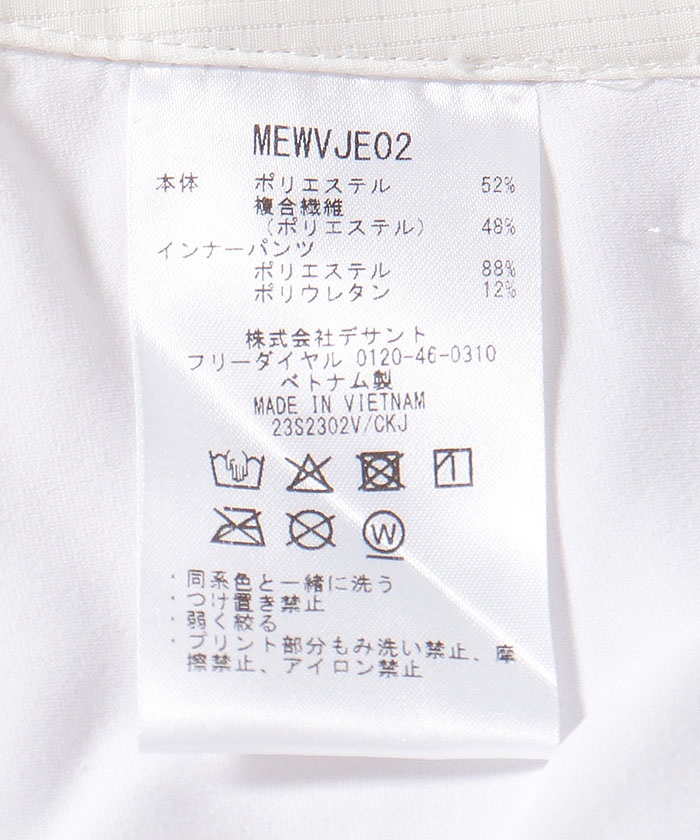 MEWVJE02
本体 ポリエステル 52%
複合繊維
（ポリエステル） 48%
インナーパンツ
ポリエステル 88%
ポリウレタン 12%
株式会社デサント
フリーダイヤル 0120-46-0310
ベトナム製
MADE IN VIETNAM
23S2302V/CKJ
W
・同系色と一緒に洗う
・つけ置き禁止
・弱く絞る
・プリント部分もみ洗い禁止、摩
擦禁止、アイロン禁止